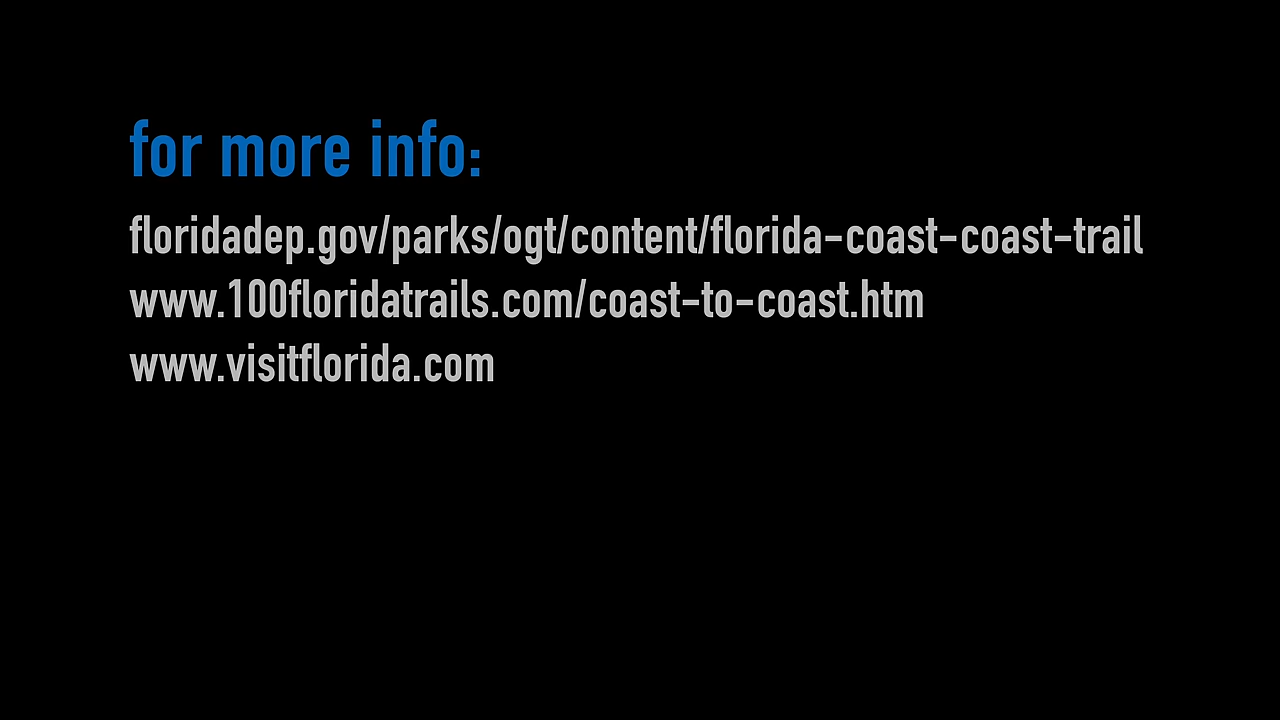 for more info:
floridadep.gov/parks/ogt/content/florida-coast-coast-trail
www.100floridatrails.com/coast-to-coast.htm
www.visitflorida.com